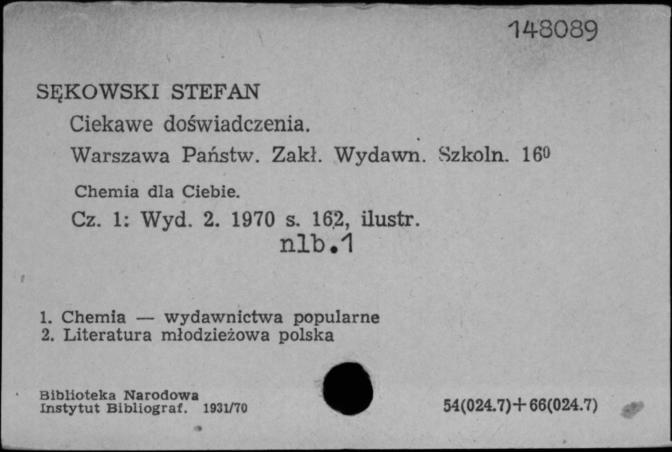 148089
SĘKOWSKI STEFAN
Ciekawe doświadczenia.
Warszawa Państw. Zakł. Wydawn. Szkoln. 16⁰
Chemia dla Ciebie.
Cz. 1: Wyd. 2. 1970 s. 162, ilustr.
nlb.1
1. Chemia — wydawnictwa popularne
2. Literatura młodzieżowa polska
Biblioteka Narodowa
Instytut Bibliograf. 1931/70
54(024.7)+66(024.7)